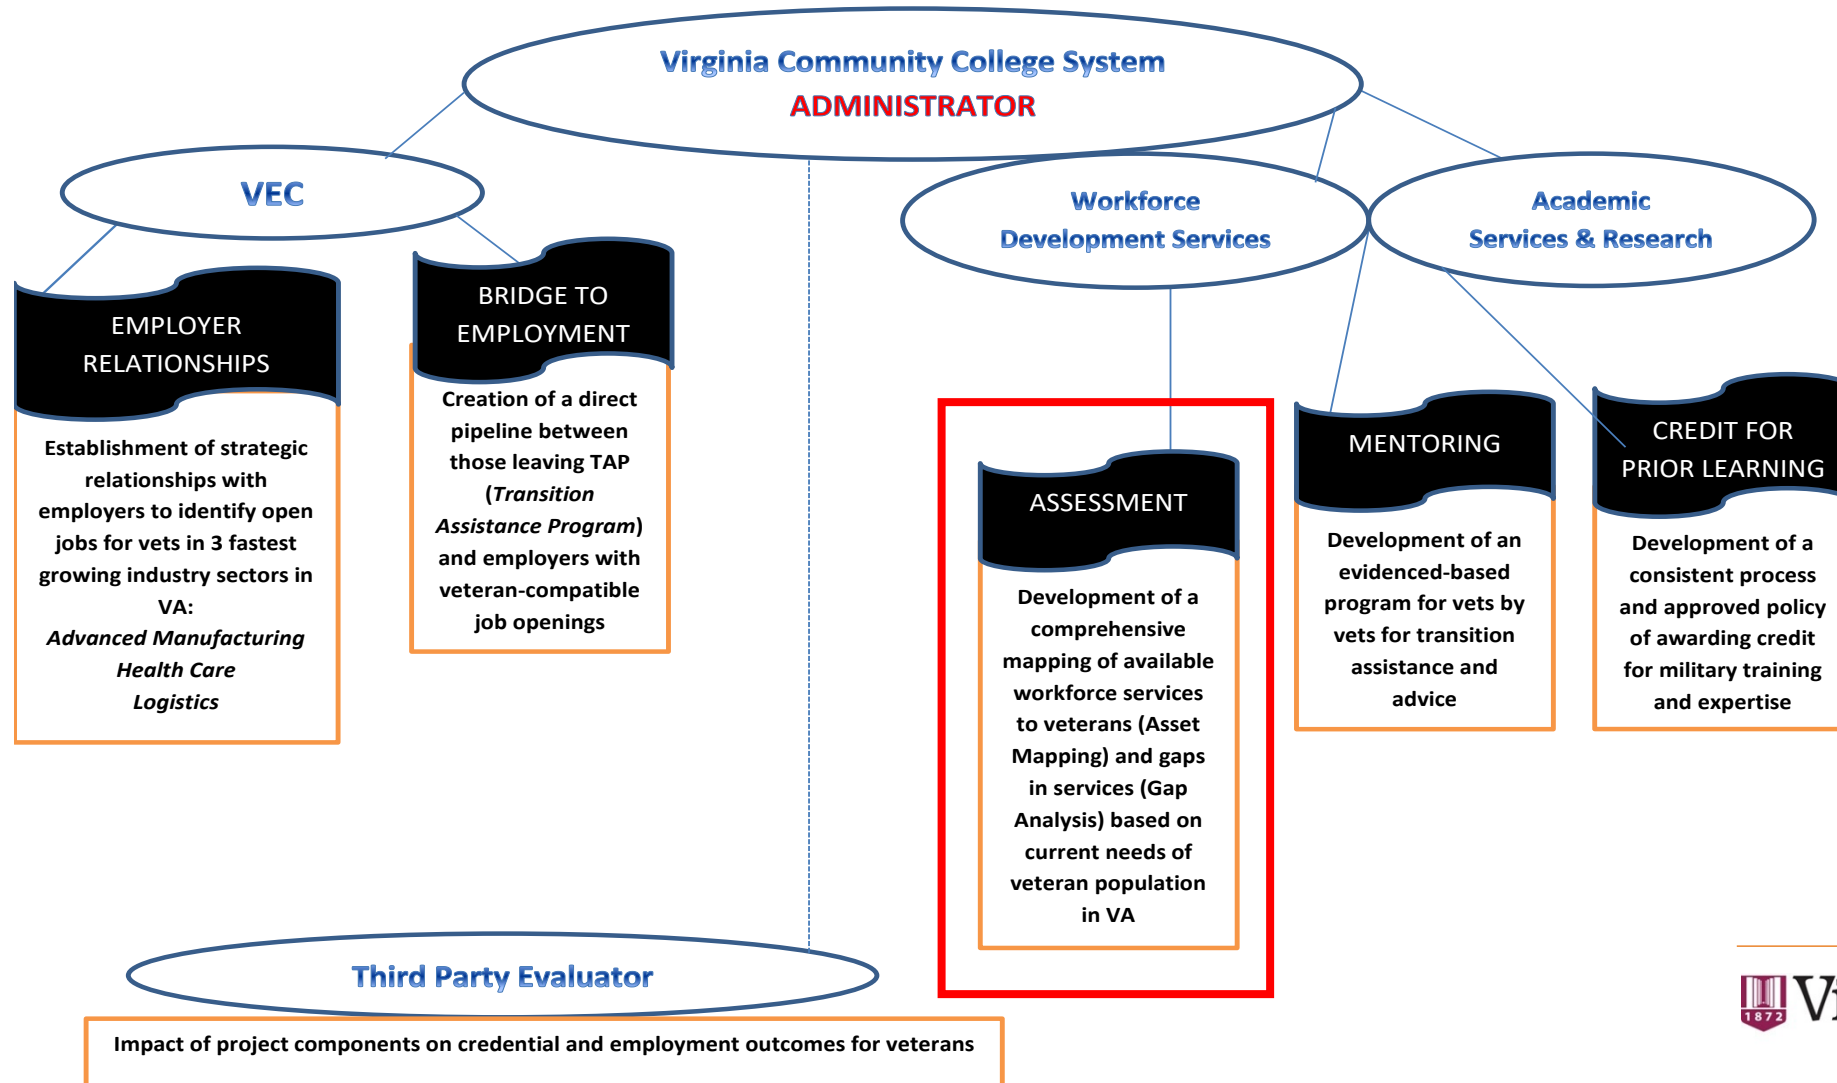 Virginia Community College System
ADMINISTRATOR
VEC
Workforce
Development Services
Academic
Services & Research
EMPLOYER
RELATIONSHIPS
Establishment of strategic
relationships with
employers to identify open
jobs for vets in 3 fastest
growing industry sectors in
VA:
Advanced Manufacturing
Health Care
Logistics
BRIDGE TO
EMPLOYMENT
Creation of a direct
pipeline between
those leaving TAP
(Transition
Assistance Program)
and employers with
veteran-compatible
job openings
ASSESSMENT
Development of a
comprehensive
mapping of available
workforce services
to veterans (Asset
Mapping) and gaps
in services (Gap
Analysis) based on
current needs of
veteran population
in VA
MENTORING
Development of an
evidenced-based
program for vets by
vets for transition
assistance and
advice
CREDIT FOR
PRIOR LEARNING
Development of a
consistent process
and approved policy
of awarding credit
for military training
and expertise
Third Party Evaluator
Impact of project components on credential and employment outcomes for veterans
1872